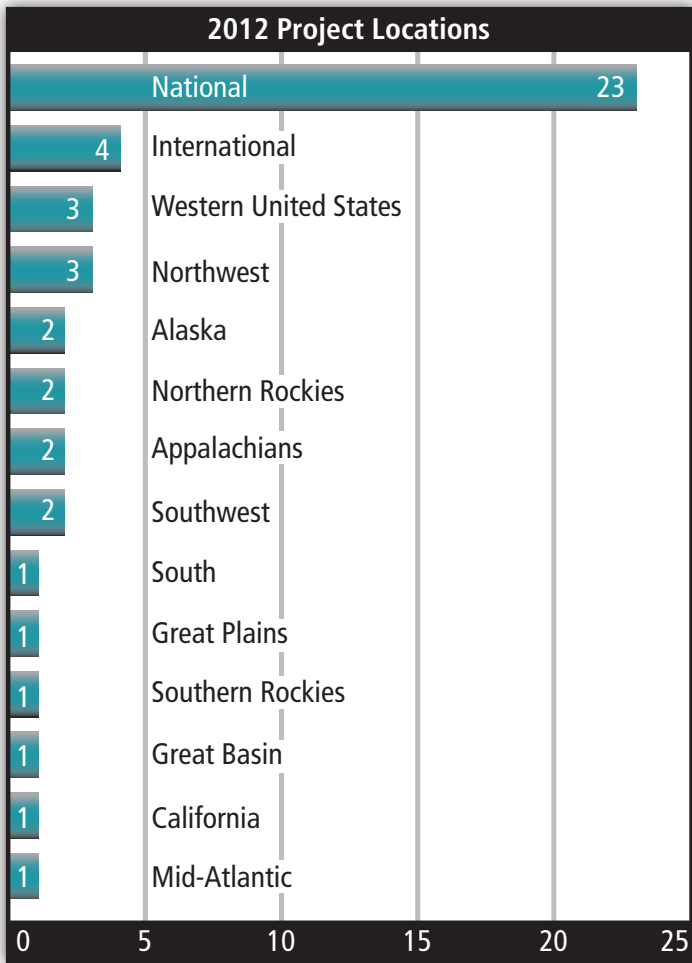 2012 Project Locations
National 23
4 International
3 Western United States
3 Northwest
2 Alaska
2 Northern Rockies
2 Appalachians
2 Southwest
1 South
1 Great Plains
1 Southern Rockies
1 Great Basin
1 California
1 Mid-Atlantic
0 5 10 15 20 25